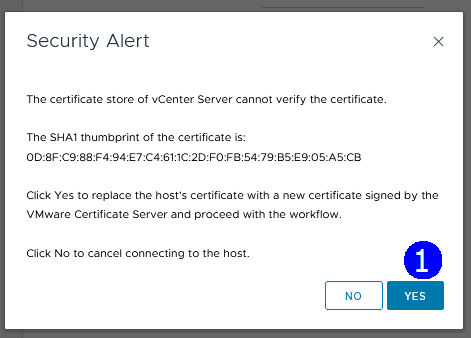 Security Alert
The certificate store of vCenter Server cannot verify the certificate.
The SHA1 thumbprint of the certificate is:
0D:8F:C9:88:F4:94:E7:C4:61:1C:2D:F0:FB:54:79:B5:E9:05:A5:CB
Click Yes to replace the host's certificate with a new certificate signed by the
VMware Certificate Server and proceed with the workflow.
Click No to cancel connecting to the host.
1
NO YES